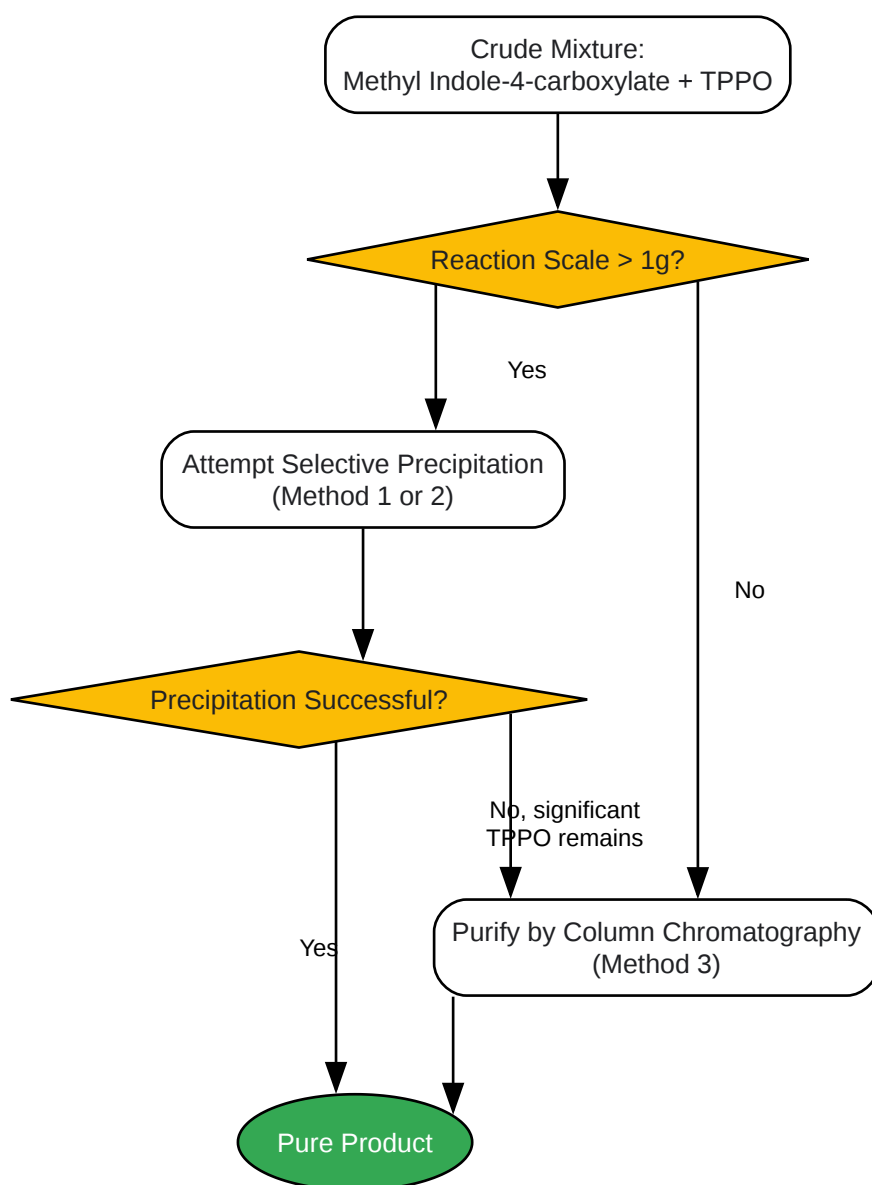 Crude Mixture:
Methyl Indole-4-carboxylate + TPPO
Reaction Scale > 1g?
Yes
Attempt Selective Precipitation
(Method 1 or 2)
No
Precipitation Successful?
No, significant
TPPO remains
Yes
Purify by Column Chromatography
(Method 3)
Pure Product